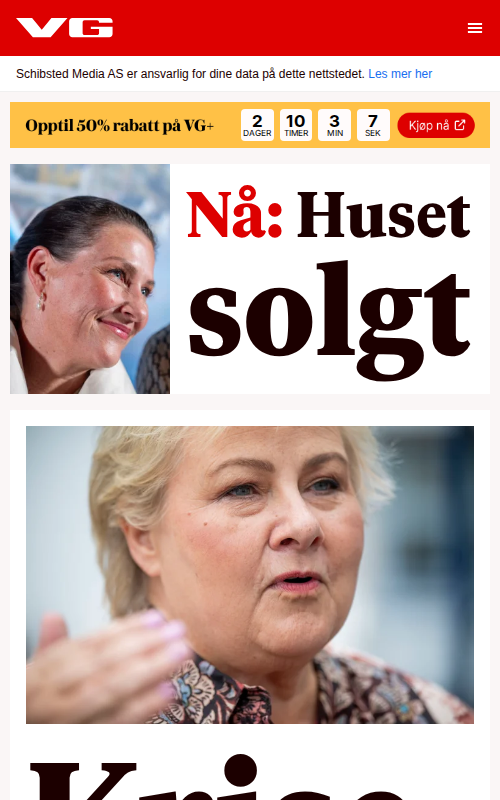 VG
Schibsted Media AS er ansvarlig for dine data på dette nettstedet. Les mer her
Opptil 50% rabatt på VG+
2 10 3 7
DAGER TIMER MIN SEK
Kjøp nå
Nå: Huset
solgt
Krise